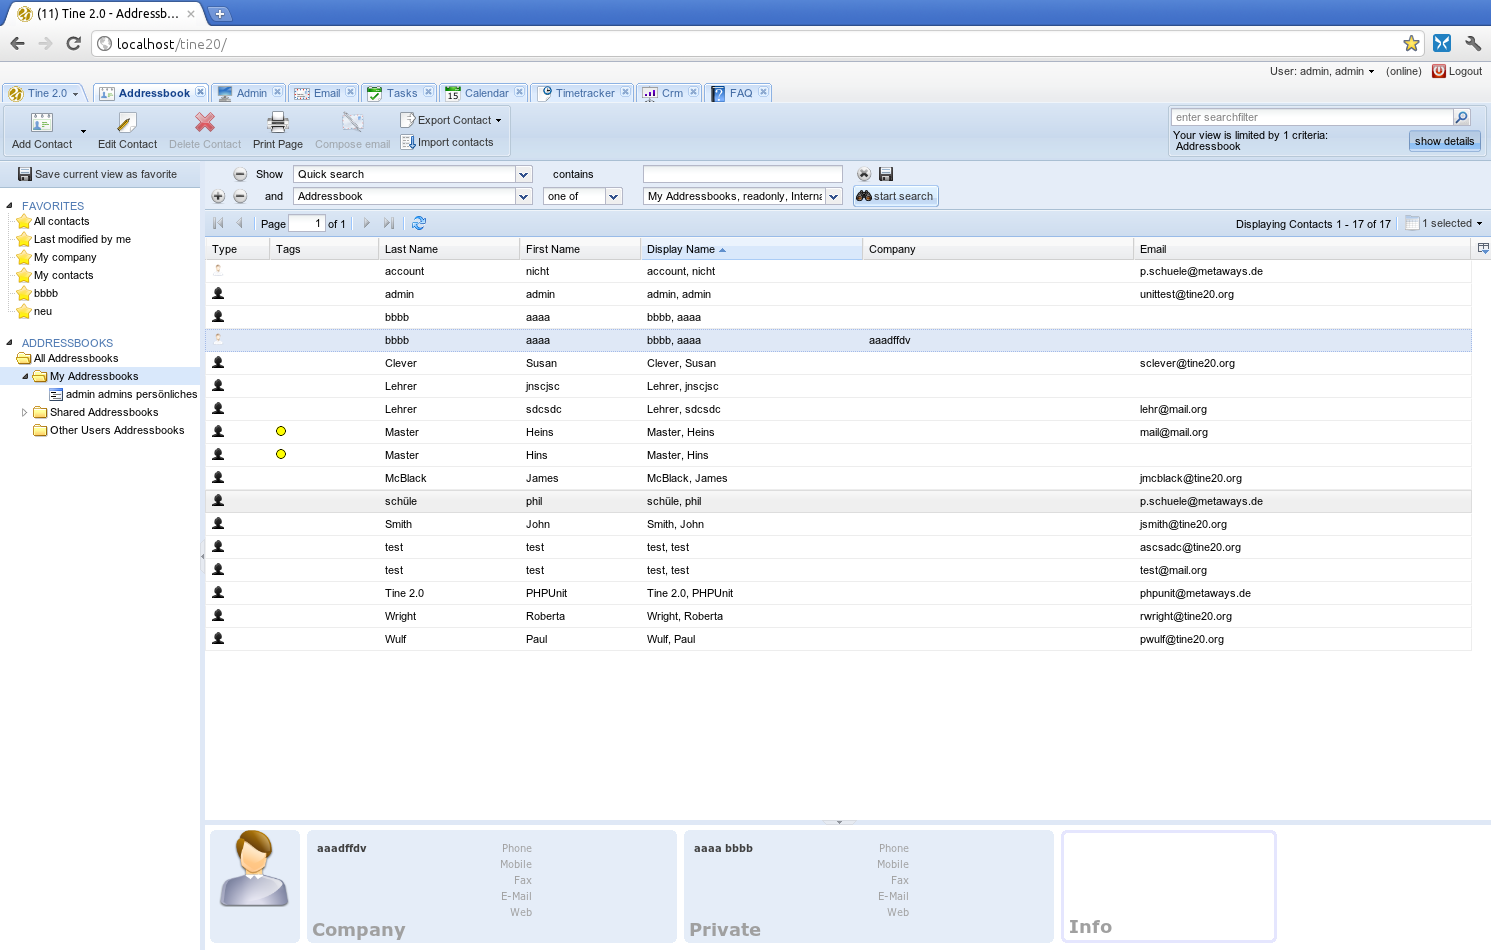 (11) Tine 2.0 - Addressb...
localhost/tine20/
User: admin, admin (online) Logout
Tine 2.0 Addressbook Admin Email Tasks 15 Calendar Timetracker Crm ? FAQ
Add Contact Edit Contact Delete Contact Print Page Compose email
Export Contact
Import contacts
enter searchfilter
Your view is limited by 1 criteria:
Addressbook
show details
Save current view as favorite
Show Quick search contains
and Addressbook one of My Addressbooks, readonly, Interna start search
Page 1 of 1 Displaying Contacts 1 - 17 of 17 1 selected
FAVORITES
All contacts
Last modified by me
My company
My contacts
bbbb
neu
ADDRESSBOOKS
All Addressbooks
My Addressbooks
admin admins persönliches
Shared Addressbooks
Other Users Addressbooks
Type Tags Last Name First Name Display Name Company Email
account nicht account, nicht p.schuele@metaways.de
admin admin admin, admin unittest@tine20.org
bbbb aaaa bbbb, aaaa
bbbb aaaa bbbb, aaaa aaadffdv
Clever Susan Clever, Susan sclever@tine20.org
Lehrer jnscjsc Lehrer, jnscjsc
Lehrer sdcsdc Lehrer, sdcsdc lehr@mail.org
Master Heins Master, Heins mail@mail.org
Master Hins Master, Hins
McBlack James McBlack, James jmcblack@tine20.org
schüle phil schüle, phil p.schuele@metaways.de
Smith John Smith, John jsmith@tine20.org
test test test, test ascsadc@tine20.org
test test test, test test@mail.org
Tine 2.0 PHPUnit Tine 2.0, PHPUnit phpunit@metaways.de
Wright Roberta Wright, Roberta rwright@tine20.org
Wulf Paul Wulf, Paul pwulf@tine20.org
aaadffdv
Phone
Mobile
Fax
E-Mail
Web
Company
aaaa bbbb
Phone
Mobile
Fax
E-Mail
Web
Private
Info